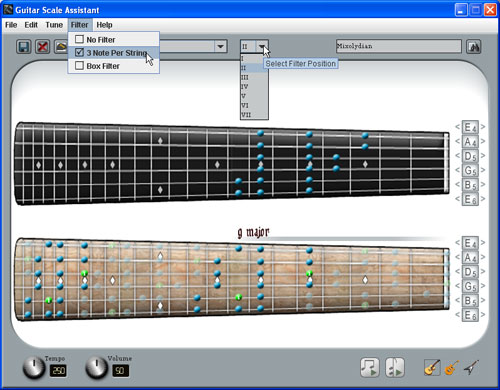 Guitar Scale Assistant
File Edit Tune Filter Help
No Filter
3 Note Per String
Box Filter
II
Mixolydian
I
II
III
IV
V
VI
VII
Select Filter Position
E4
A4
D5
G5
B5
E6
g major
E4
A4
D5
G5
B5
E6
Tempo
250
Volume
50